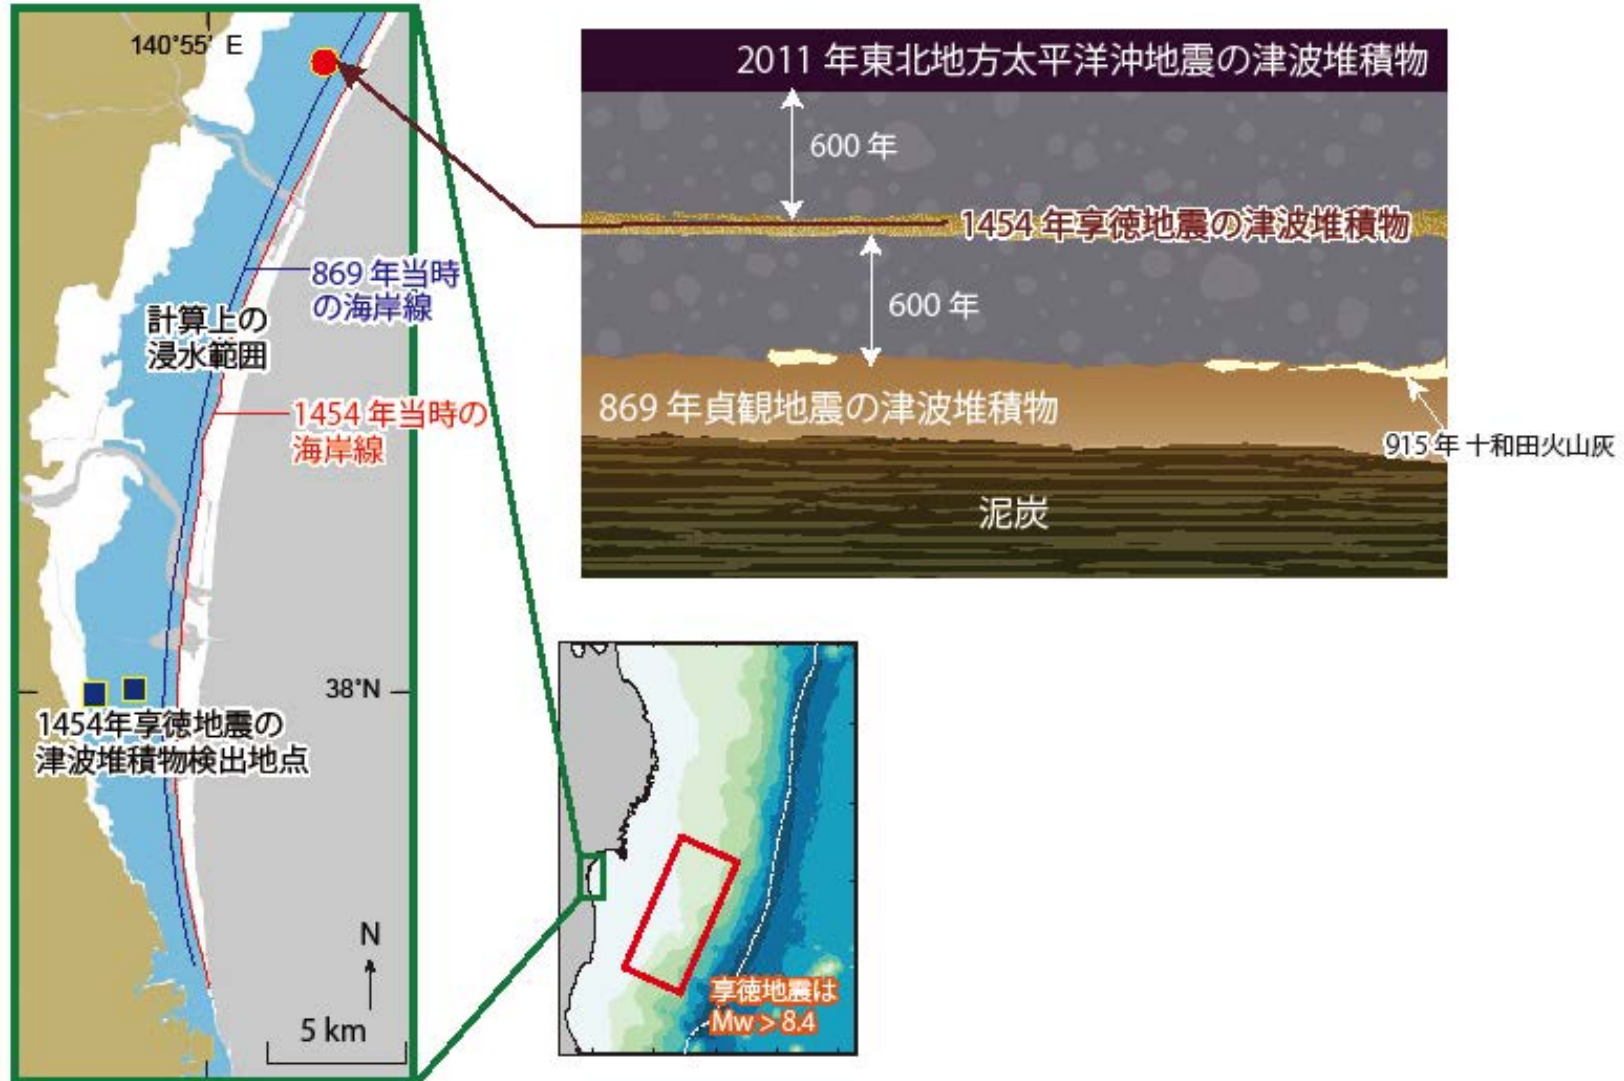 140°55' E
869 年当時
の海岸線
計算上の
浸水範囲
1454 年当時の
海岸線
38°N
1454年享徳地震の
津波堆積物検出地点
N
5 km
2011 年東北地方太平洋沖地震の津波堆積物
600 年
1454 年享徳地震の津波堆積物
600 年
869 年貞観地震の津波堆積物
915年 十和田火山灰
泥炭
享徳地震は
Mw > 8.4